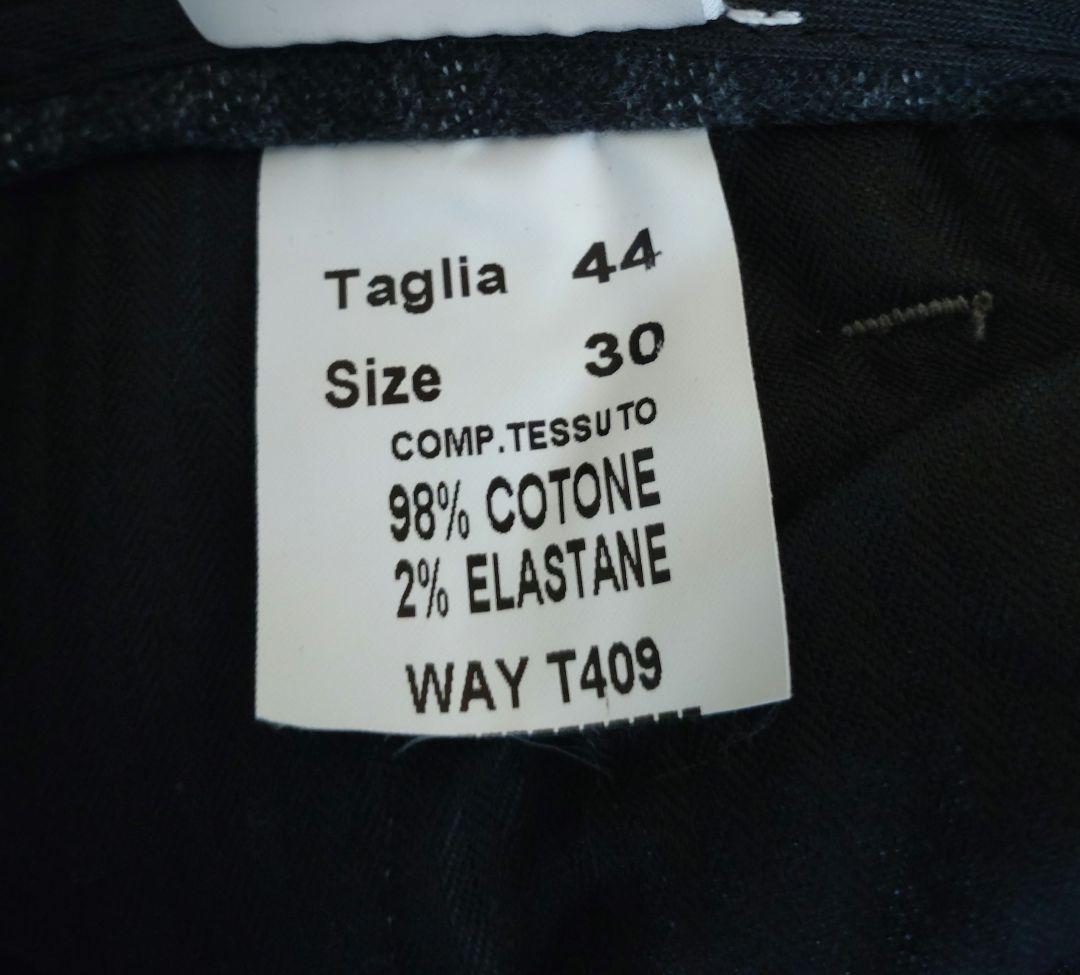 Taglia 44
Size 30
COMP.TESSUTO
98% COTONE
2% ELASTANE
WAY T409